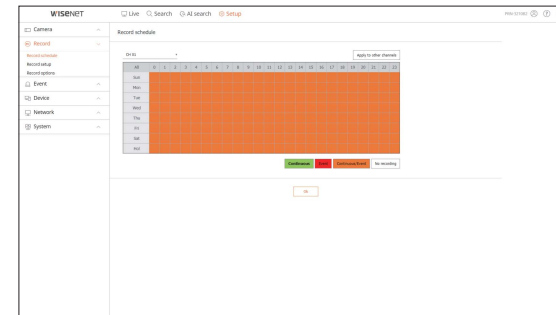 WISENET
Live Search AI search Setup
Camera
Record
Record schedule
Record setup
Record options
Event
Device
Network
System
Record schedule
CH 01
Apply to other channels
All 0 1 2 3 4 5 6 7 8 9 10 11 12 13 14 15 16 17 18 19 20 21 22 23
Sun
Mon
Tue
Wed
Thu
Fri
Sat
Hol
Continuous Event Continuous/Event No recording
OK